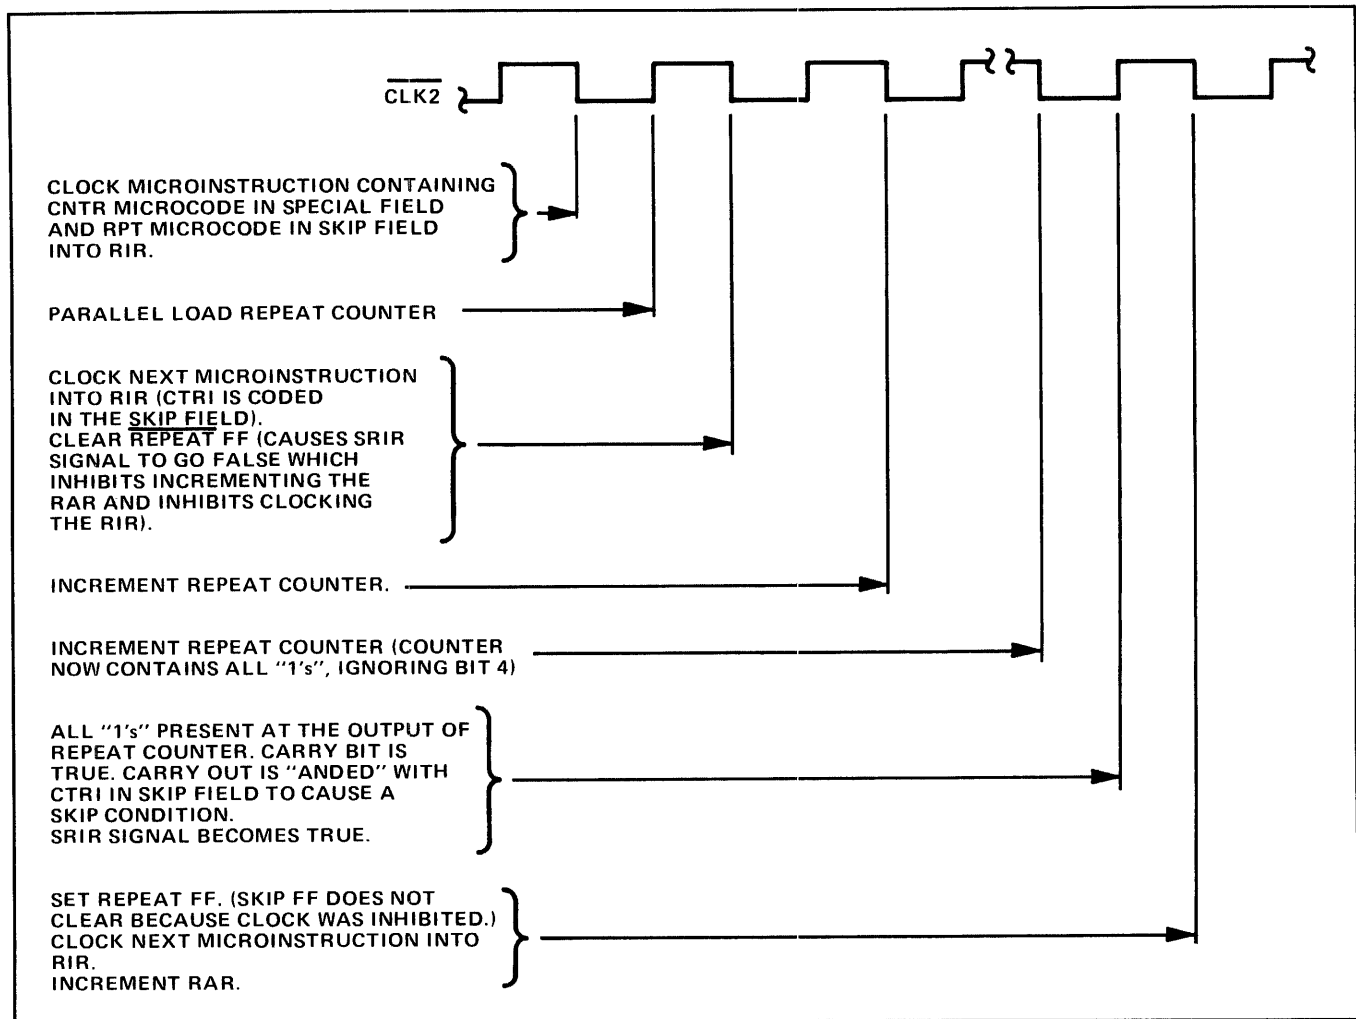 CLK2
CLOCK MICROINSTRUCTION CONTAINING
CNTR MICROCODE IN SPECIAL FIELD
AND RPT MICROCODE IN SKIP FIELD
INTO RIR.
PARALLEL LOAD REPEAT COUNTER
CLOCK NEXT MICROINSTRUCTION
INTO RIR (CTRI IS CODED
IN THE SKIP FIELD).
CLEAR REPEAT FF (CAUSES SRIR
SIGNAL TO GO FALSE WHICH
INHIBITS INCREMENTING THE
RAR AND INHIBITS CLOCKING
THE RIR).
INCREMENT REPEAT COUNTER.
INCREMENT REPEAT COUNTER (COUNTER
NOW CONTAINS ALL "1's", IGNORING BIT 4)
ALL "1's" PRESENT AT THE OUTPUT OF
REPEAT COUNTER. CARRY BIT IS
TRUE. CARRY OUT IS "ANDED" WITH
CTRI IN SKIP FIELD TO CAUSE A
SKIP CONDITION.
SRIR SIGNAL BECOMES TRUE.
SET REPEAT FF. (SKIP FF DOES NOT
CLEAR BECAUSE CLOCK WAS INHIBITED.)
CLOCK NEXT MICROINSTRUCTION INTO
RIR.
INCREMENT RAR.